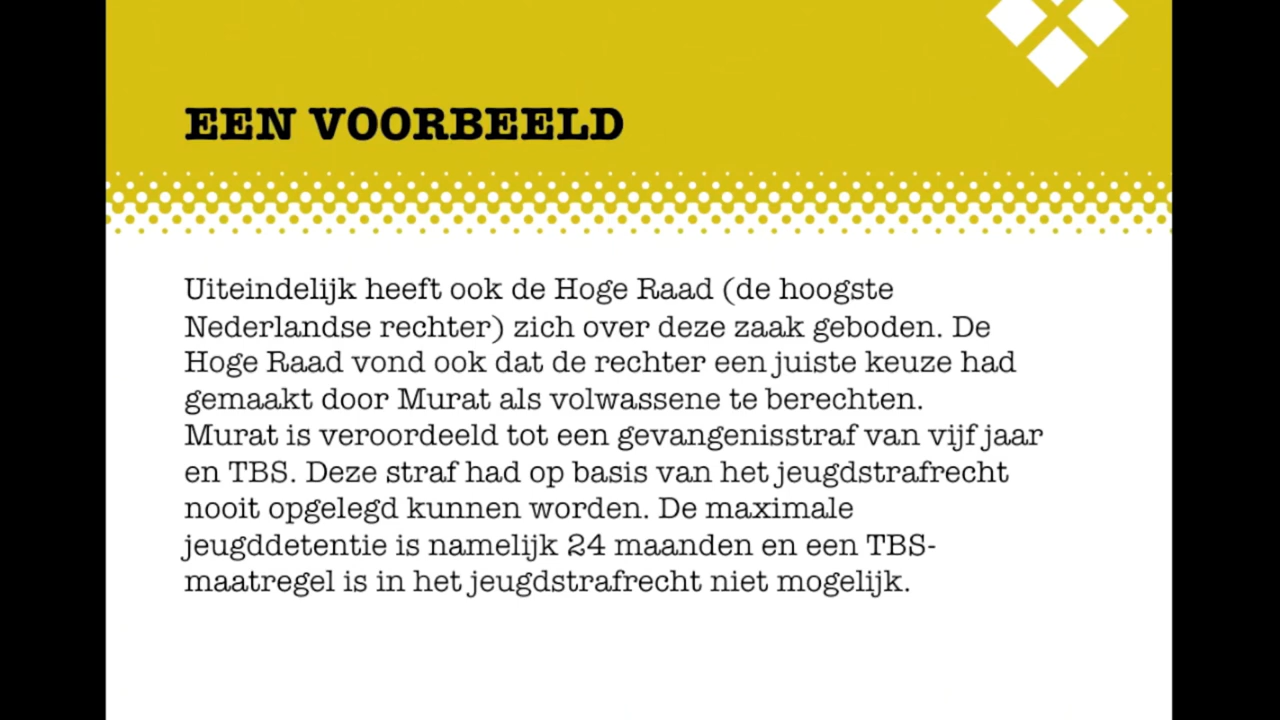 EEN VOORBEELD
Uiteindelijk heeft ook de Hoge Raad (de hoogste
Nederlandse rechter) zich over deze zaak geboden. De
Hoge Raad vond ook dat de rechter een juiste keuze had
gemaakt door Murat als volwassene te berechten.
Murat is veroordeeld tot een gevangenisstraf van vijf jaar
en TBS. Deze straf had op basis van het jeugdstrafrecht
nooit opgelegd kunnen worden. De maximale
jeugddetentie is namelijk 24 maanden en een TBS-
maatregel is in het jeugdstrafrecht niet mogelijk.